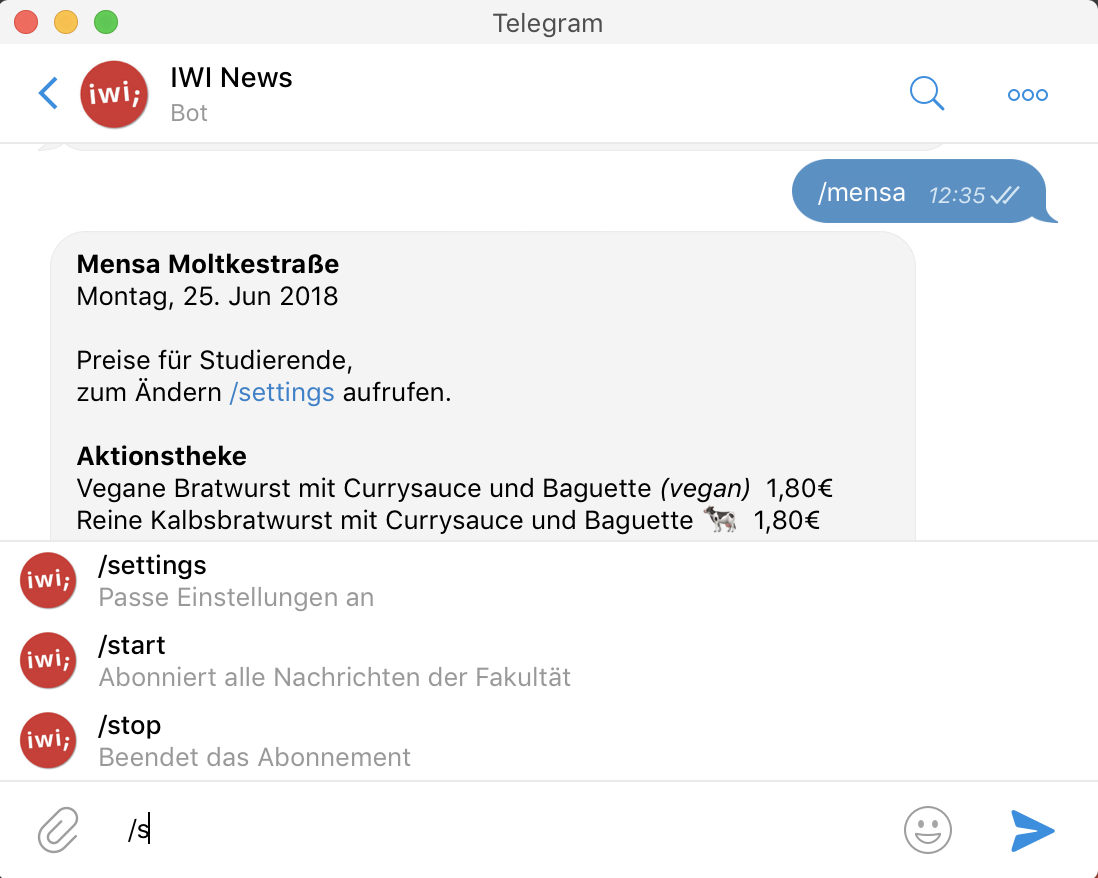 Telegram
iwi;
IWI News
Bot
/mensa 12:35
Mensa Moltkestraße
Montag, 25. Jun 2018
Preise für Studierende,
zum Ändern /settings aufrufen.
Aktionstheke
Vegane Bratwurst mit Currysauce und Baguette (vegan) 1,80€
Reine Kalbsbratwurst mit Currysauce und Baguette 🐄 1,80€
iwi;
/settings
Passe Einstellungen an
iwi;
/start
Abonniert alle Nachrichten der Fakultät
iwi;
/stop
Beendet das Abonnement
/s